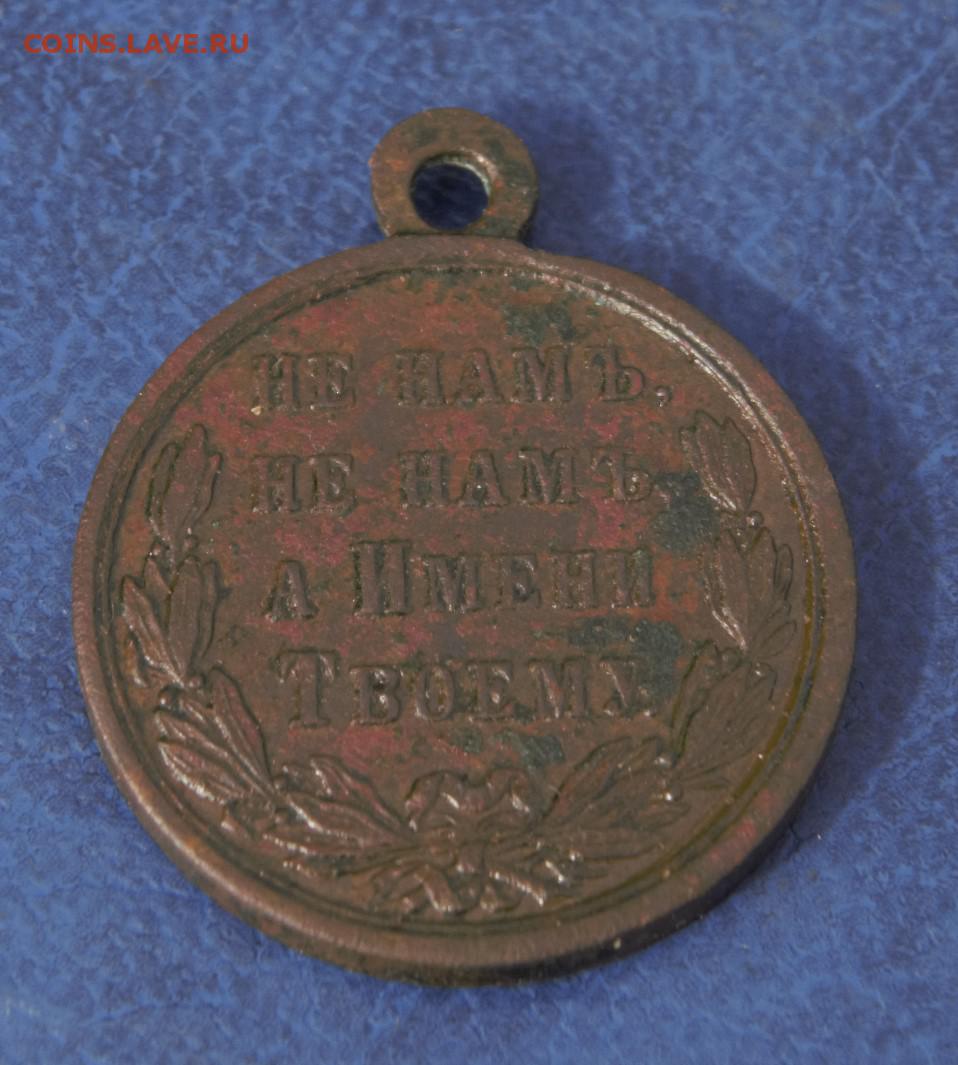 COINS.LAVE.RU
НЕ НАМЪ,
НЕ НАМЪ,
А ИМЕНИ
ТВОЕМУ.